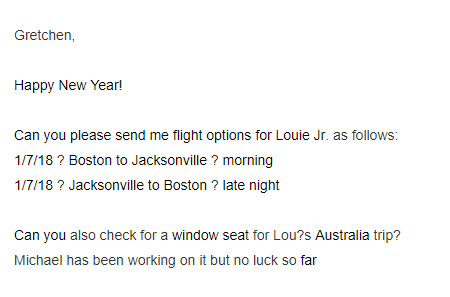 Gretchen,
Happy New Year!
Can you please send me flight options for Louie Jr. as follows:
1/7/18 ? Boston to Jacksonville ? morning
1/7/18 ? Jacksonville to Boston ? late night
Can you also check for a window seat for Lou?s Australia trip?
Michael has been working on it but no luck so far